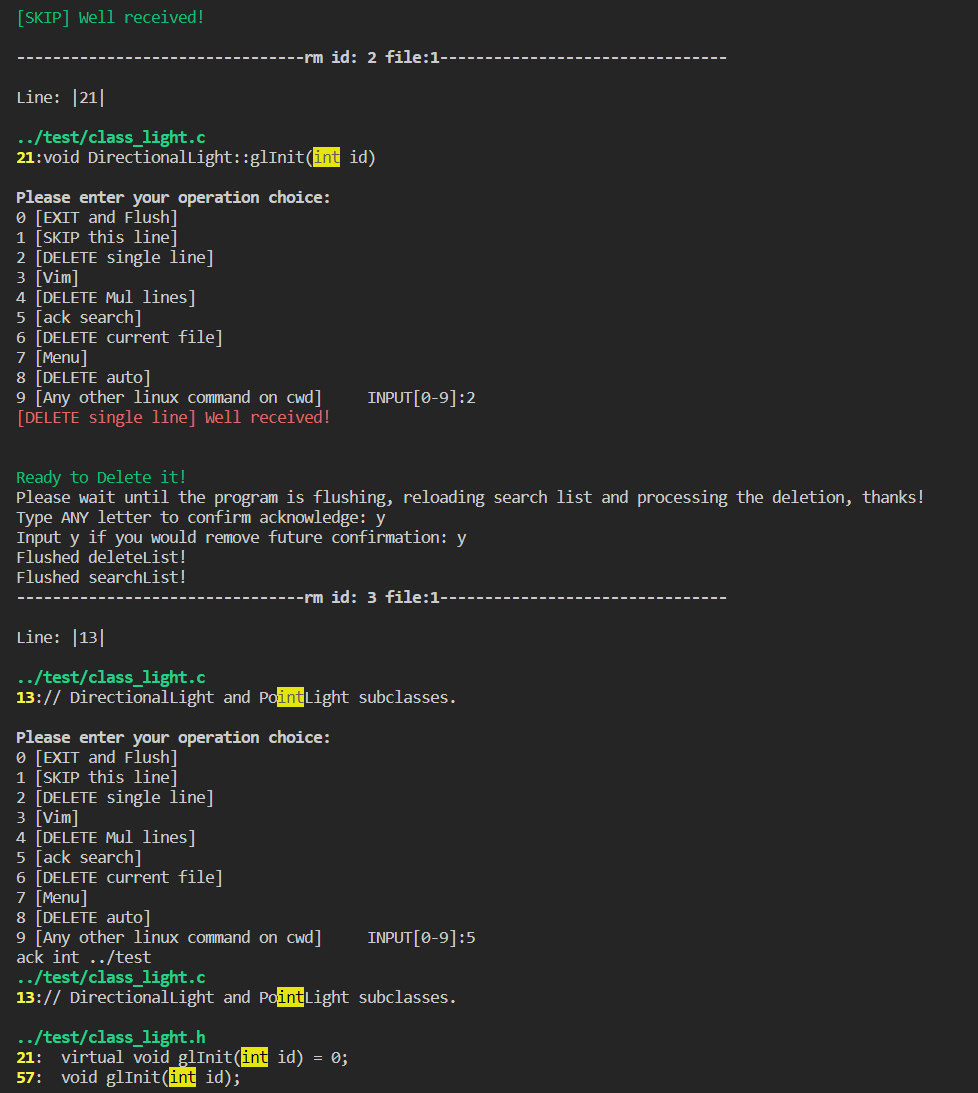 [SKIP] Well received!
--------------------------------rm id: 2 file:1--------------------------------
Line: |21|
../test/class_light.c
21:void DirectionalLight::glInit(int id)
Please enter your operation choice:
0 [EXIT and Flush]
1 [SKIP this line]
2 [DELETE single line]
3 [Vim]
4 [DELETE Mul lines]
5 [ack search]
6 [DELETE current file]
7 [Menu]
8 [DELETE auto]
9 [Any other linux command on cwd]     INPUT[0-9]:2
[DELETE single line] Well received!
Ready to Delete it!
Please wait until the program is flushing, reloading search list and processing the deletion, thanks!
Type ANY letter to confirm acknowledge: y
Input y if you would remove future confirmation: y
Flushed deleteList!
Flushed searchList!
--------------------------------rm id: 3 file:1--------------------------------
Line: |13|
../test/class_light.c
13:// DirectionalLight and PointLight subclasses.
Please enter your operation choice:
0 [EXIT and Flush]
1 [SKIP this line]
2 [DELETE single line]
3 [Vim]
4 [DELETE Mul lines]
5 [ack search]
6 [DELETE current file]
7 [Menu]
8 [DELETE auto]
9 [Any other linux command on cwd]     INPUT[0-9]:5
ack int ../test
../test/class_light.c
13:// DirectionalLight and PointLight subclasses.
../test/class_light.h
21:  virtual void glInit(int id) = 0;
57:  void glInit(int id);